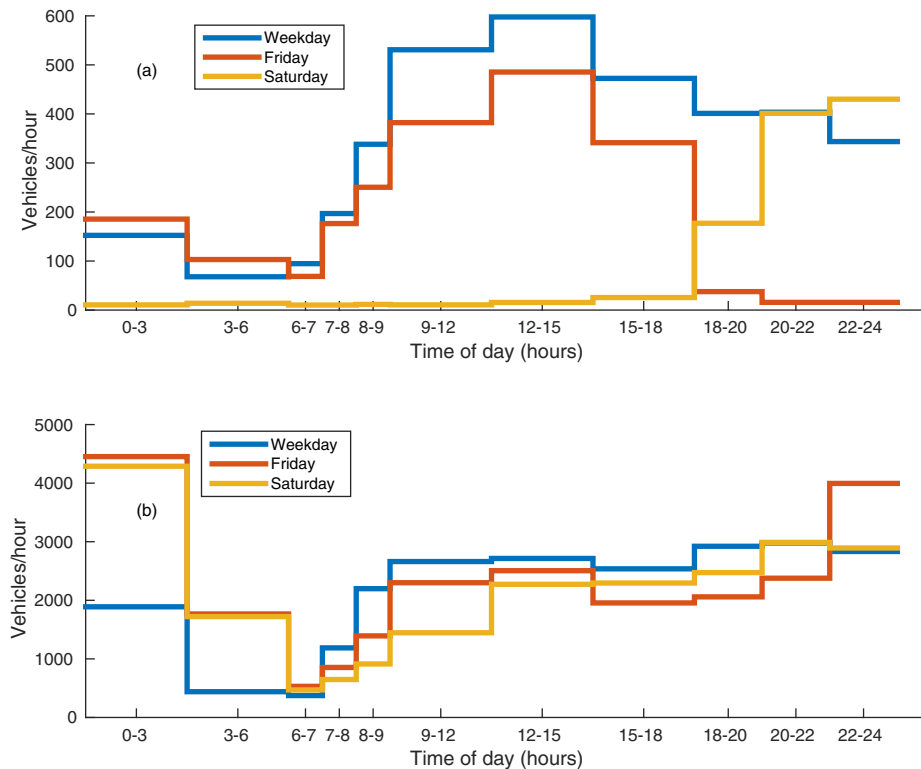 600
500
400
300
200
100
0
Vehicles/hour
(a)
Weekday
Friday
Saturday
0-3 3-6 6-7 7-8 8-9 9-12 12-15 15-18 18-20 20-22 22-24
Time of day (hours)
5000
4000
3000
2000
1000
0
Vehicles/hour
(b)
Weekday
Friday
Saturday
0-3 3-6 6-7 7-8 8-9 9-12 12-15 15-18 18-20 20-22 22-24
Time of day (hours)